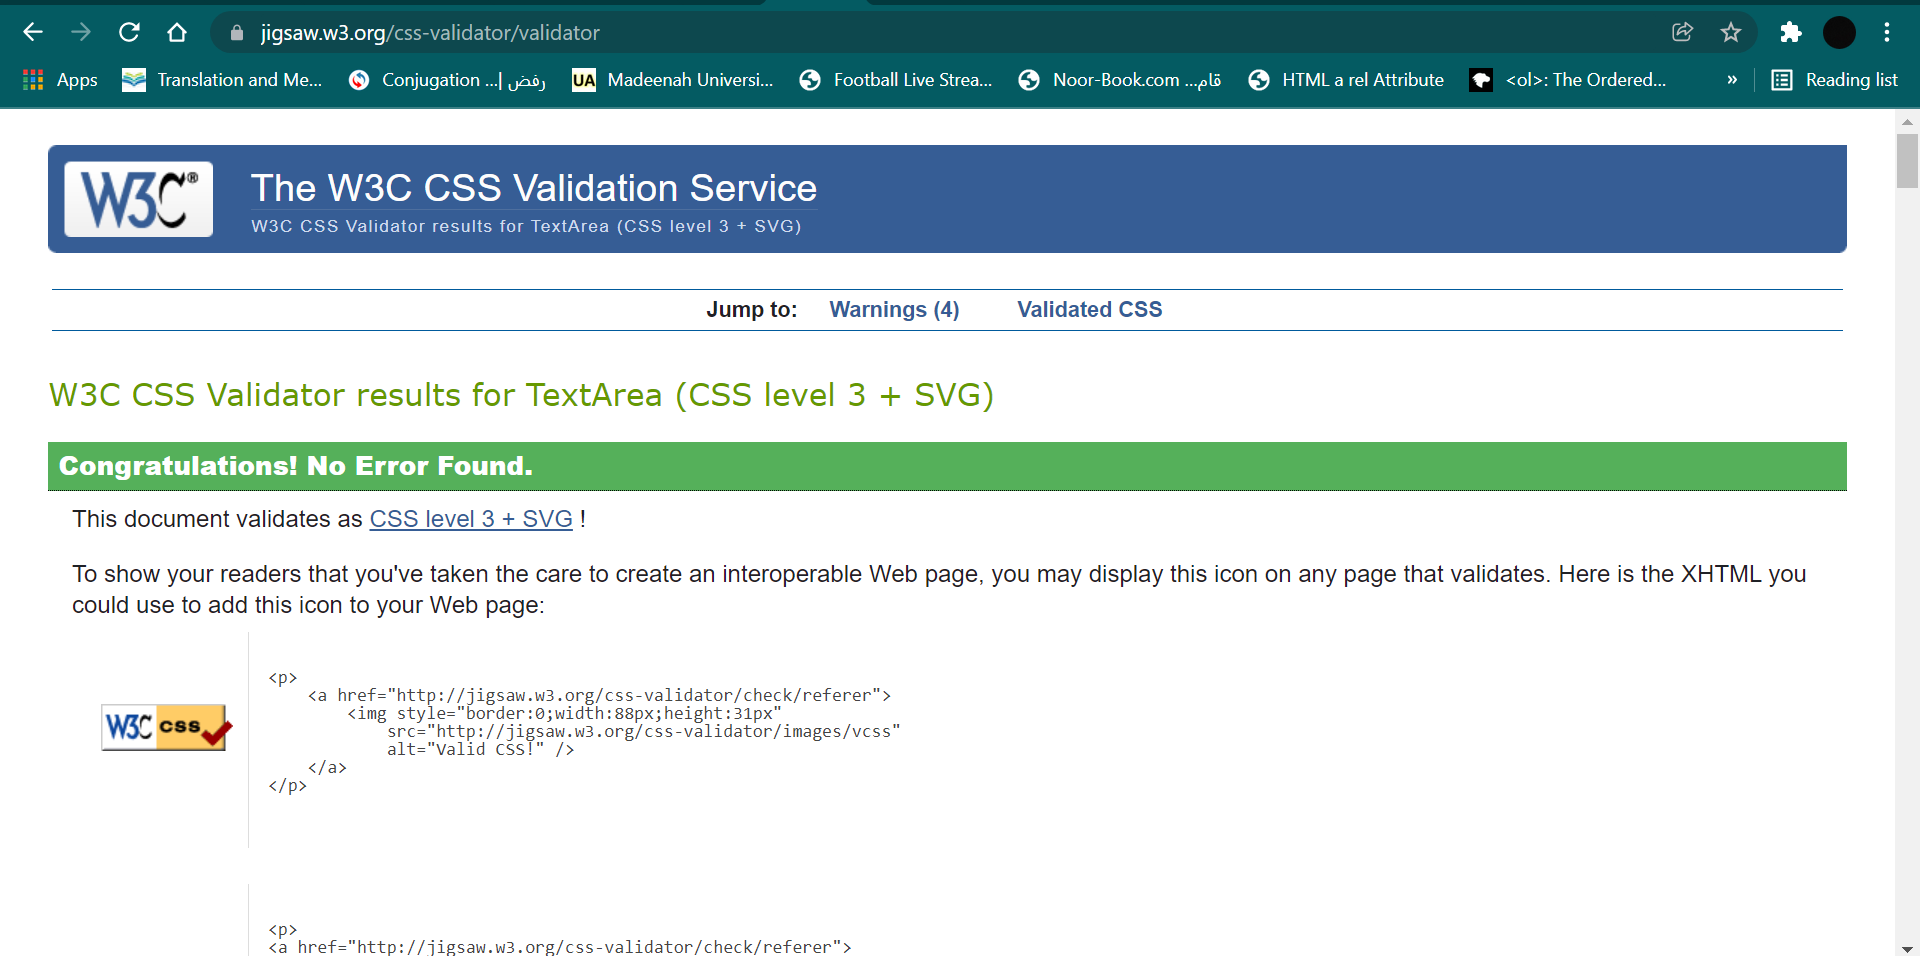 jigsaw.w3.org/css-validator/validator
Apps
Translation and Me...
Conjugation ...| رفض
UA
Madeenah Universi...
Football Live Strea...
Noor-Book.com ...قام
HTML a rel Attribute
<ol>: The Ordered...
»
Reading list
W3C®
The W3C CSS Validation Service
W3C CSS Validator results for TextArea (CSS level 3 + SVG)
Jump to: Warnings (4) Validated CSS
W3C CSS Validator results for TextArea (CSS level 3 + SVG)
Congratulations! No Error Found.
This document validates as CSS level 3 + SVG !
To show your readers that you've taken the care to create an interoperable Web page, you may display this icon on any page that validates. Here is the XHTML you
could use to add this icon to your Web page:
W3C css
<p>
    <a href="http://jigsaw.w3.org/css-validator/check/referer">
        <img style="border:0;width:88px;height:31px"
            src="http://jigsaw.w3.org/css-validator/images/vcss"
            alt="Valid CSS!" />
    </a>
</p>
<p>
<a href="http://jigsaw.w3.org/css-validator/check/referer">